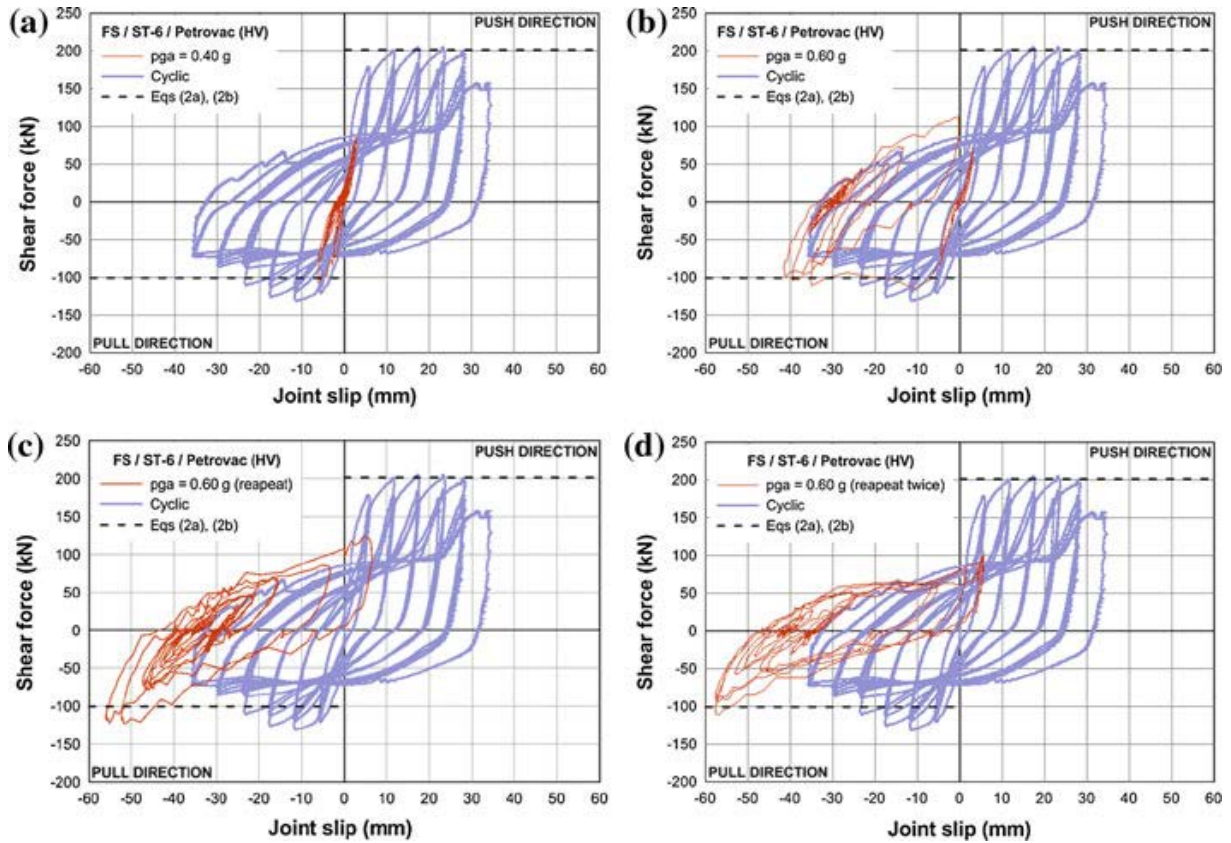 (a)
250
200
150
100
50
0
-50
-100
-150
-200
Shear force (kN)
PUSH DIRECTION
FS / ST-6 / Petrovac (HV)
pga = 0.40 g
Cyclic
Eqs (2a), (2b)
PULL DIRECTION
-60 -50 -40 -30 -20 -10 0 10 20 30 40 50 60
Joint slip (mm)
(b)
250
200
150
100
50
0
-50
-100
-150
-200
Shear force (kN)
PUSH DIRECTION
FS / ST-6 / Petrovac (HV)
pga = 0.60 g
Cyclic
Eqs (2a), (2b)
PULL DIRECTION
-60 -50 -40 -30 -20 -10 0 10 20 30 40 50 60
Joint slip (mm)
(c)
250
200
150
100
50
0
-50
-100
-150
-200
Shear force (kN)
PUSH DIRECTION
FS / ST-6 / Petrovac (HV)
pga = 0.60 g (reapeat)
Cyclic
Eqs (2a), (2b)
PULL DIRECTION
-60 -50 -40 -30 -20 -10 0 10 20 30 40 50 60
Joint slip (mm)
(d)
250
200
150
100
50
0
-50
-100
-150
-200
Shear force (kN)
PUSH DIRECTION
FS / ST-6 / Petrovac (HV)
pga = 0.60 g (reapeat twice)
Cyclic
Eqs (2a), (2b)
PULL DIRECTION
-60 -50 -40 -30 -20 -10 0 10 20 30 40 50 60
Joint slip (mm)